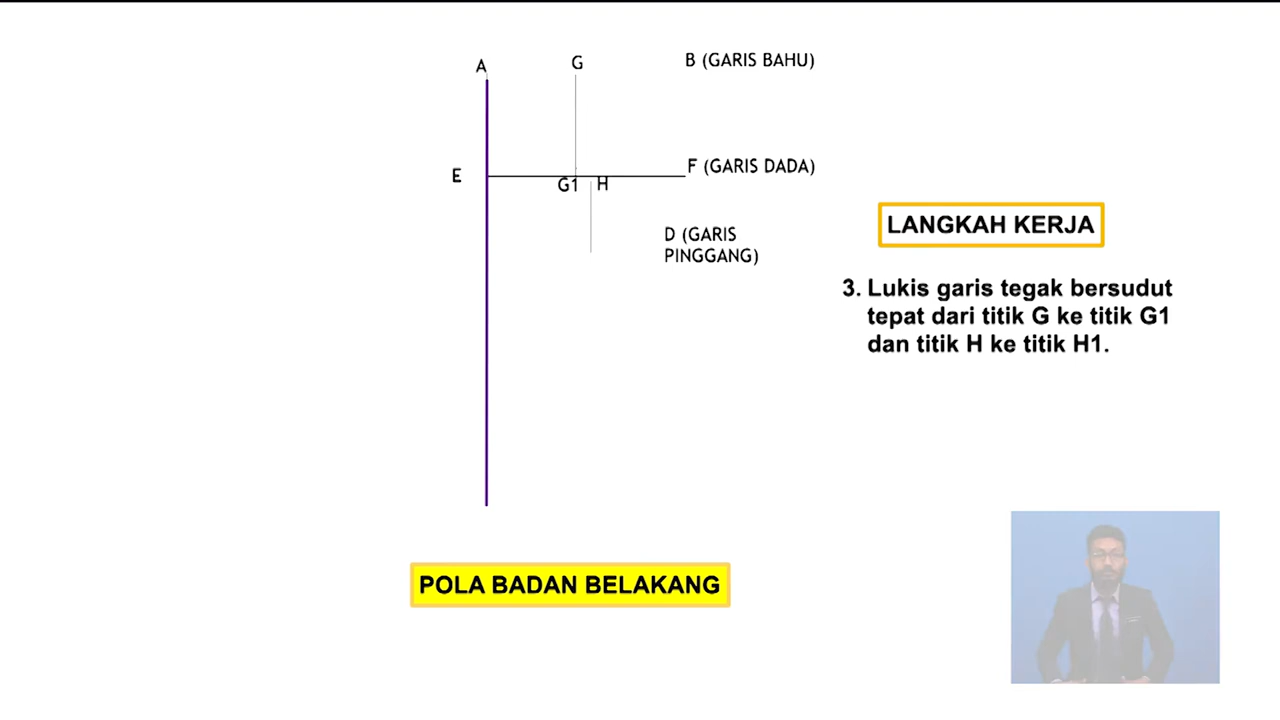 A
G
B (GARIS BAHU)
E
F (GARIS DADA)
G1
H
D (GARIS
PINGGANG)
LANGKAH KERJA
3. Lukis garis tegak bersudut
tepat dari titik G ke titik G1
dan titik H ke titik H1.
POLA BADAN BELAKANG